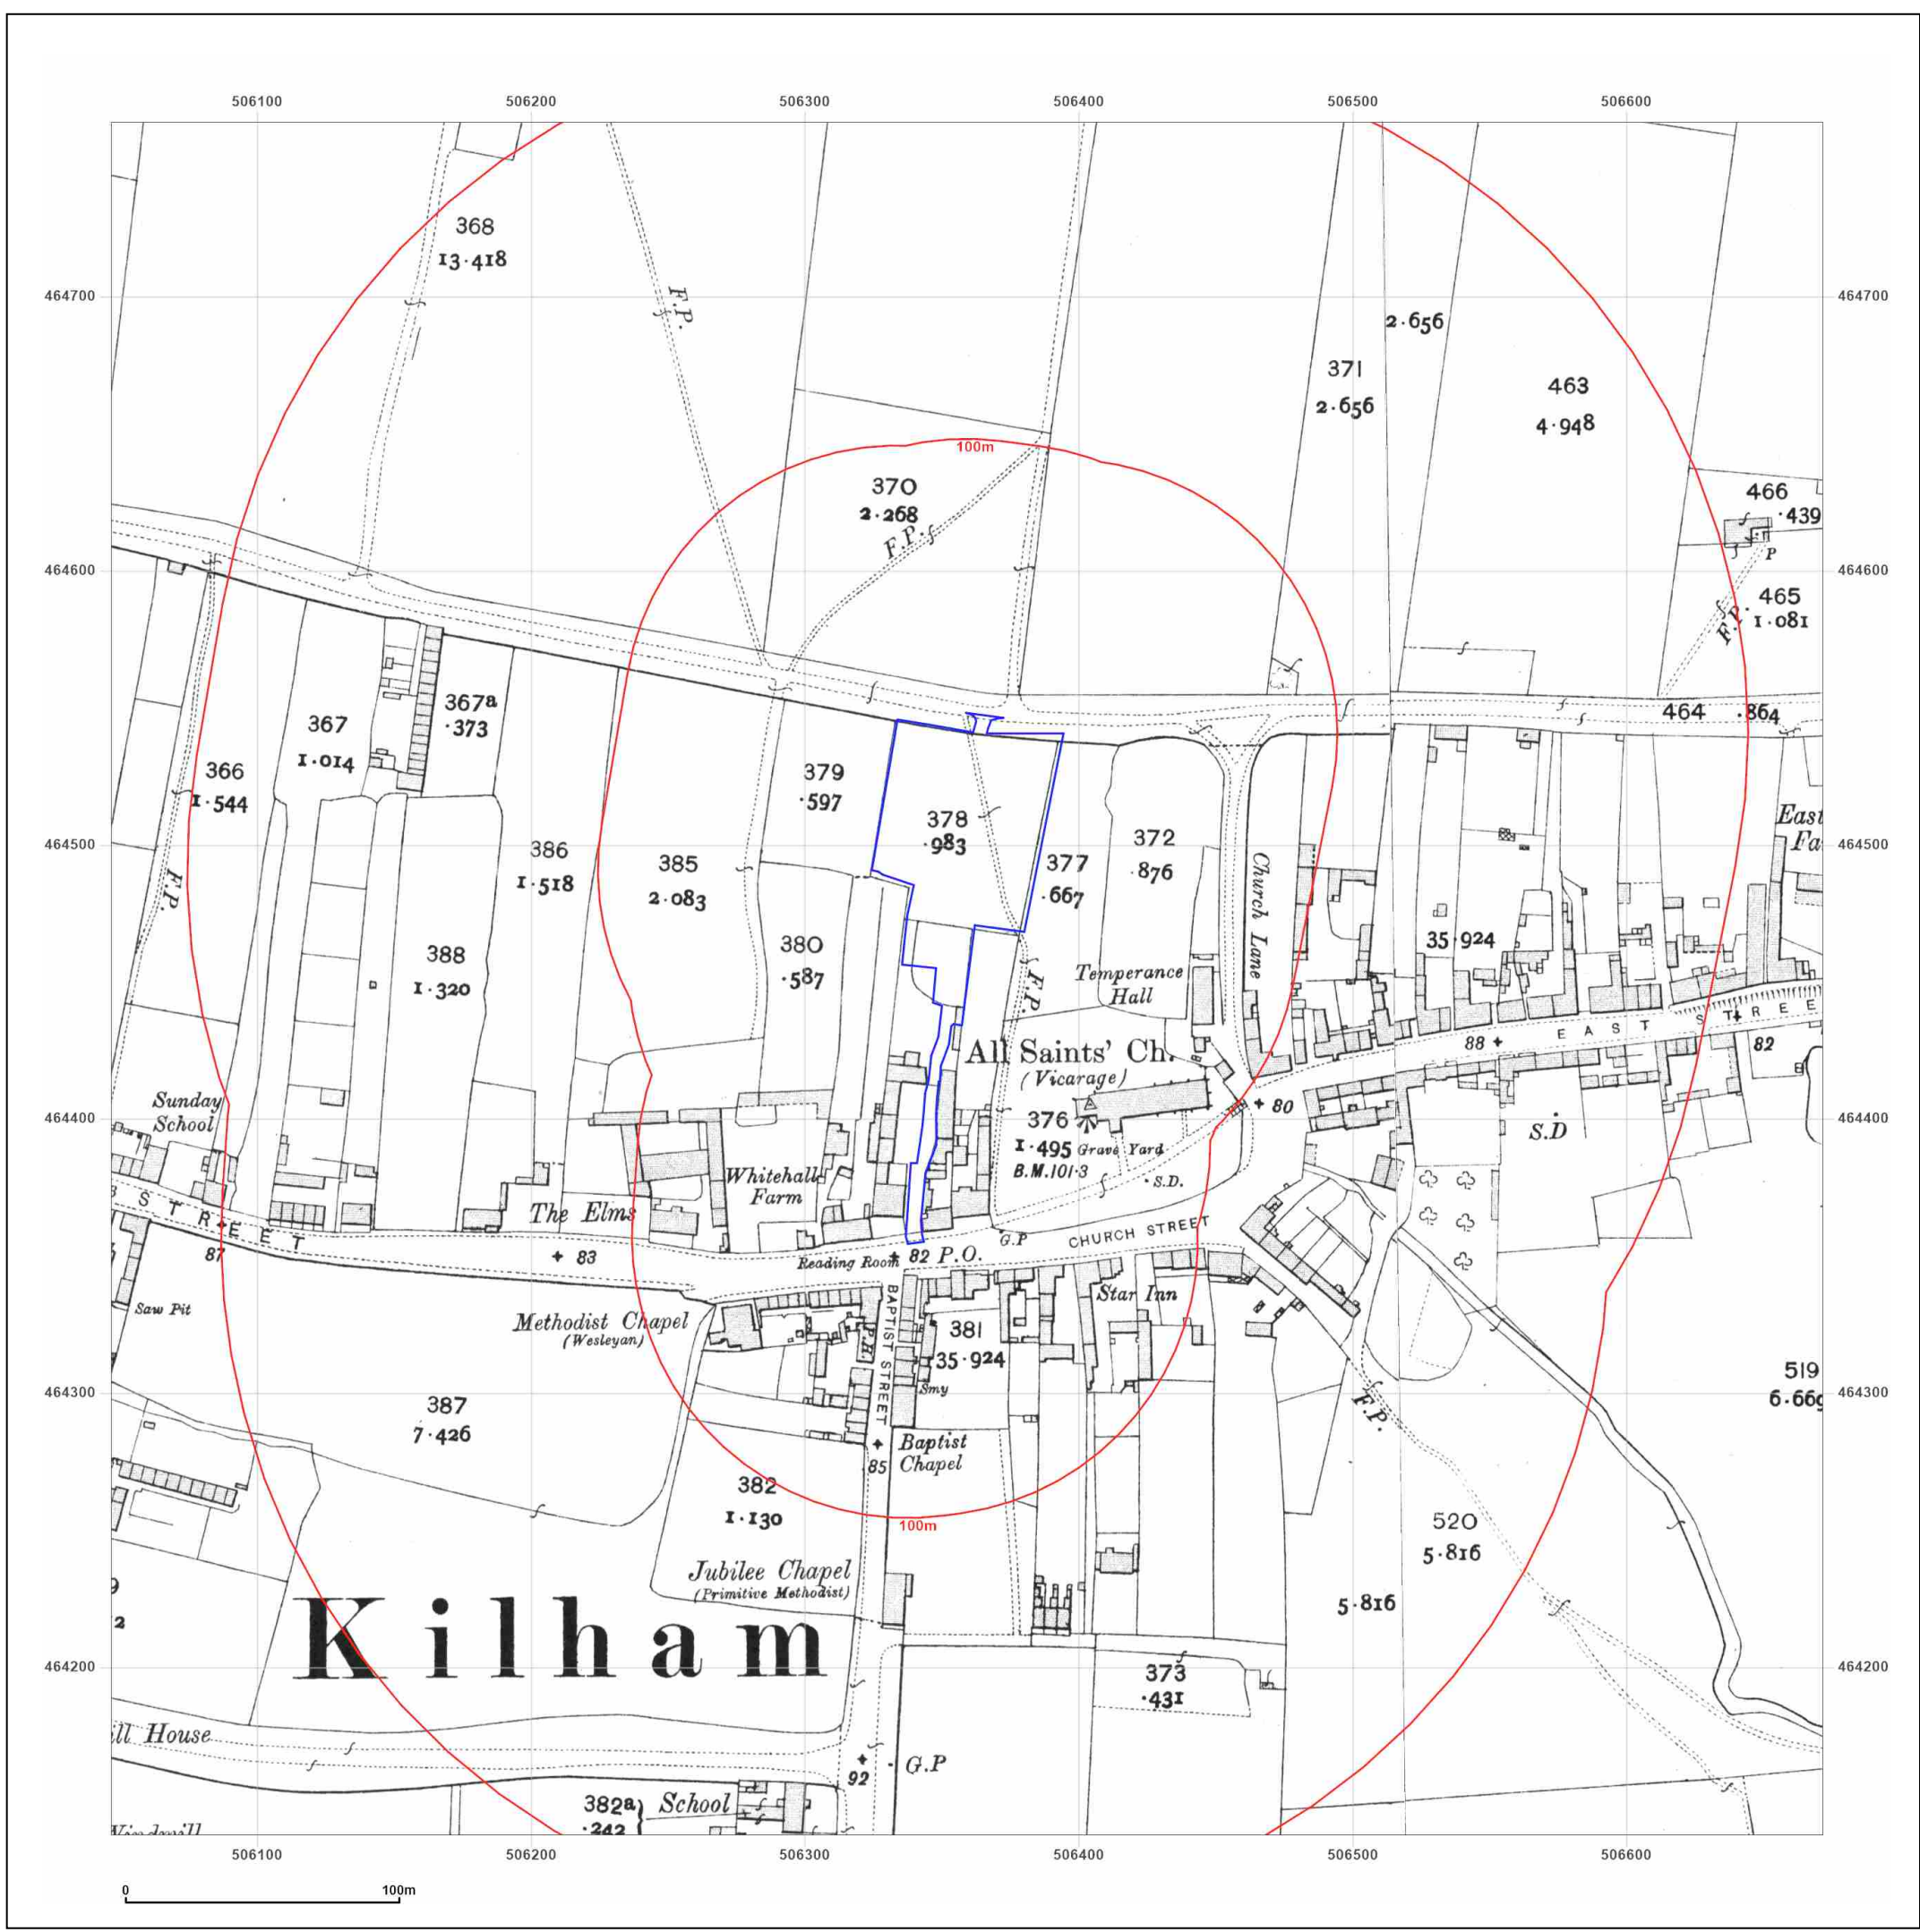 506100 506200 506300 506400 506500 506600
368
13·418
F.P.
464700 464700
2·656
371
2·656
463
4·948
100m
370
2·268
F.P.
466
·439
P
464600 464600
465
1·081
F.P.
367a
·373
367
1·014
464 ·864
366
1·544
379
·597
378
·983
372
·876
East
Fa
464500 464500
386
1·518
385
2·083
377
·667
Church Lane
F.P.
380
·587
35·924
388
1·320
Temperance
Hall
F.P.
EAST STREE
88
82
All Saints' Ch.
(Vicarage)
Sunday
School
464400 464400
376
1·495
Grave Yard
B.M.101·3
80
S.D
S.D.
Whitehall
Farm
The Elms
STREET
87
83
Reading Room
82 P.O.
G.P
CHURCH STREET
Saw Pit
Methodist Chapel
(Wesleyan)
BAPTIST STREET
P.H.
Star Inn
381
35·924
Smy
519
464300 464300
387
7·426
F.P.
Baptist
Chapel
85
382
1·130
100m
520
5·816
Jubilee Chapel
(Primitive Methodist)
5·816
Kilham
464200 464200
373
·431
ll House
92
G.P
382a
·242
School
506100 506200 506300 506400 506500 506600
0 100m